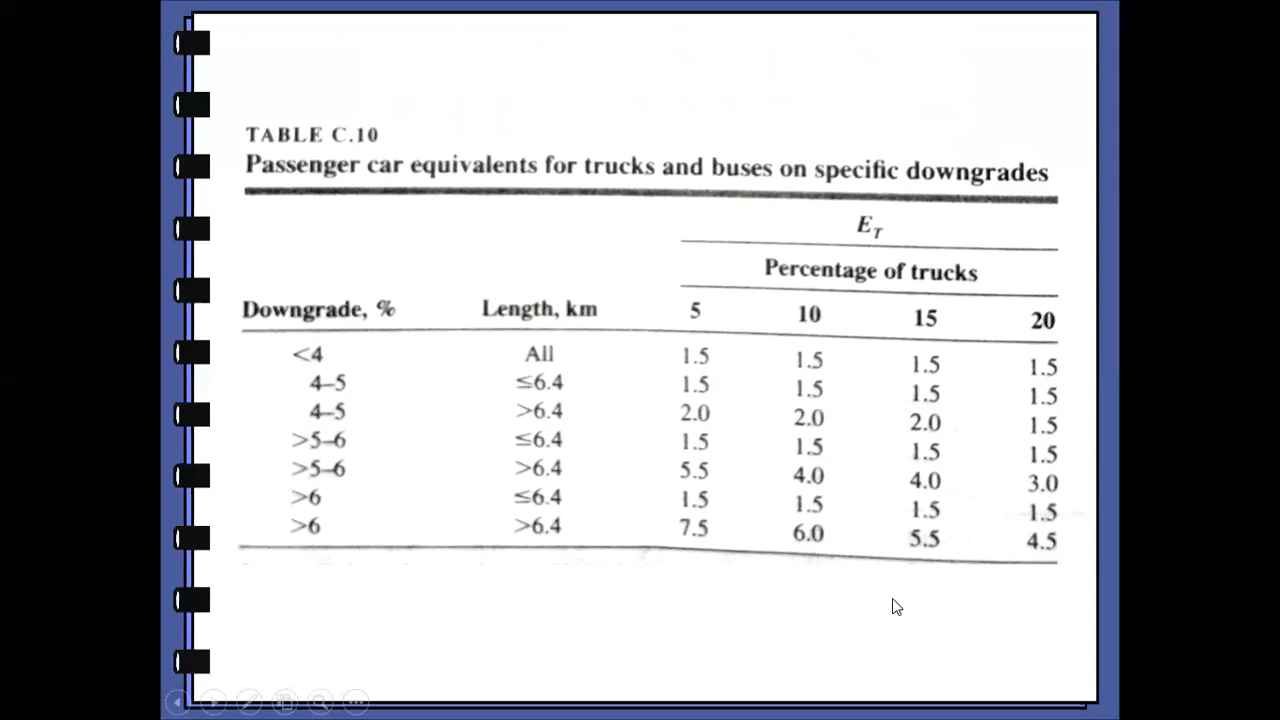 TABLE C.10
Passenger car equivalents for trucks and buses on specific downgrades
E_T
Percentage of trucks
Downgrade, % Length, km 5 10 15 20
<4 All 1.5 1.5 1.5 1.5
4–5 ≤6.4 1.5 1.5 1.5 1.5
4–5 >6.4 2.0 2.0 2.0 1.5
>5–6 ≤6.4 1.5 1.5 1.5 1.5
>5–6 >6.4 5.5 4.0 4.0 3.0
>6 ≤6.4 1.5 1.5 1.5 1.5
>6 >6.4 7.5 6.0 5.5 4.5